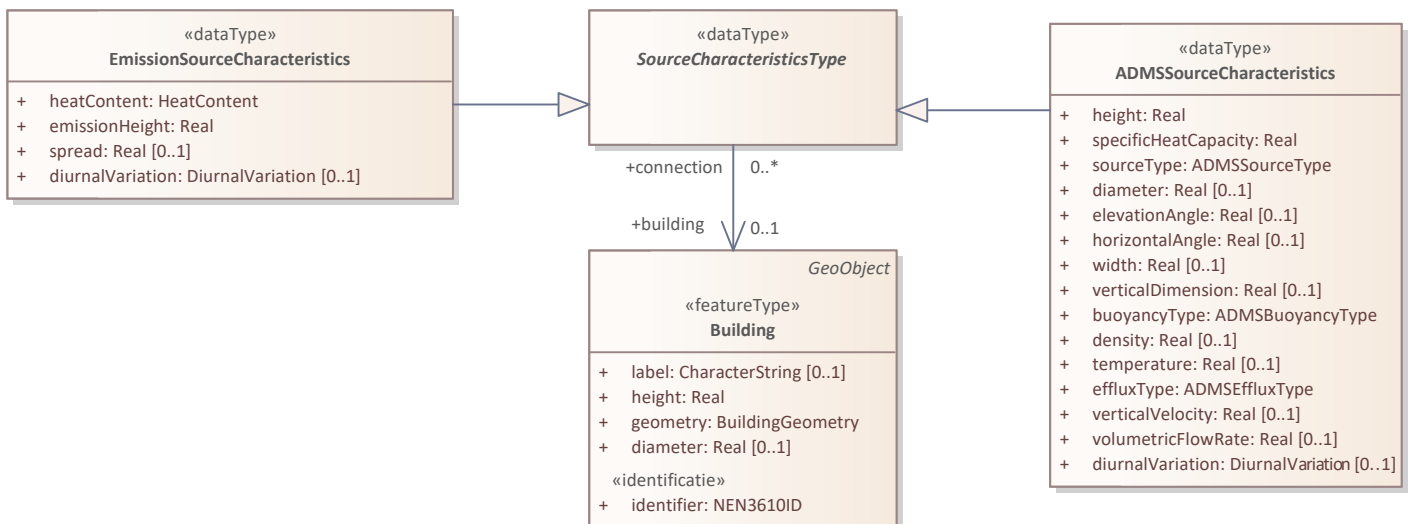 «dataType»
EmissionSourceCharacteristics
+ heatContent: HeatContent
+ emissionHeight: Real
+ spread: Real [0..1]
+ diurnalVariation: DiurnalVariation [0..1]
«dataType»
SourceCharacteristicsType
+connection 0..*
+building 0..1
GeoObject
«featureType»
Building
+ label: CharacterString [0..1]
+ height: Real
+ geometry: BuildingGeometry
+ diameter: Real [0..1]
«identificatie»
+ identifier: NEN3610ID
«dataType»
ADMSSourceCharacteristics
+ height: Real
+ specificHeatCapacity: Real
+ sourceType: ADMSSourceType
+ diameter: Real [0..1]
+ elevationAngle: Real [0..1]
+ horizontalAngle: Real [0..1]
+ width: Real [0..1]
+ verticalDimension: Real [0..1]
+ buoyancyType: ADMSBuoyancyType
+ density: Real [0..1]
+ temperature: Real [0..1]
+ effluxType: ADMSEffluxType
+ verticalVelocity: Real [0..1]
+ volumetricFlowRate: Real [0..1]
+ diurnalVariation: DiurnalVariation [0..1]